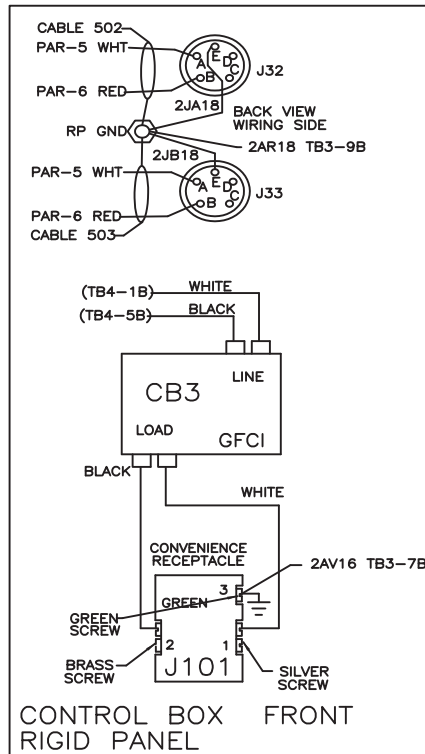 CABLE 502
PAR-5 WHT
A E D C B
J32
PAR-6 RED
2JA18
BACK VIEW
WIRING SIDE
RP GND
2AR18 TB3-9B
2JB18
PAR-5 WHT
A E D C B
J33
PAR-6 RED
CABLE 503
(TB4-1B) WHITE
(TB4-5B) BLACK
LINE
CB3
LOAD
GFCI
BLACK
WHITE
CONVENIENCE
RECEPTACLE
2AV16 TB3-7B
3
GREEN
GREEN
SCREW
2 1
J101
BRASS
SCREW
SILVER
SCREW
CONTROL BOX FRONT
RIGID PANEL